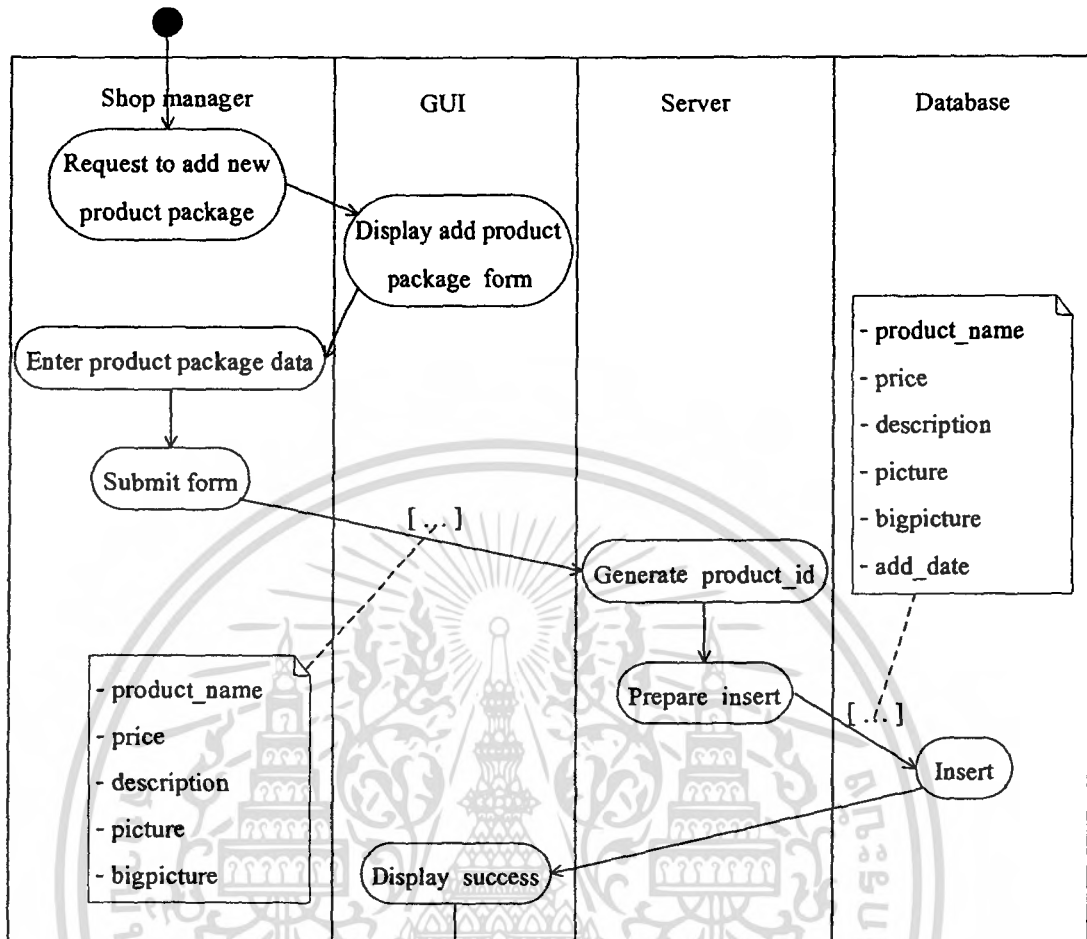 Shop manager
GUI
Server
Database
Request to add new
product package
Display add product
package form
Enter product package data
Submit form
[ ... ]
Generate product_id
Prepare insert
- product_name
- price
- description
- picture
- bigpicture
- add_date
[ ... ]
Insert
- product_name
- price
- description
- picture
- bigpicture
Display success